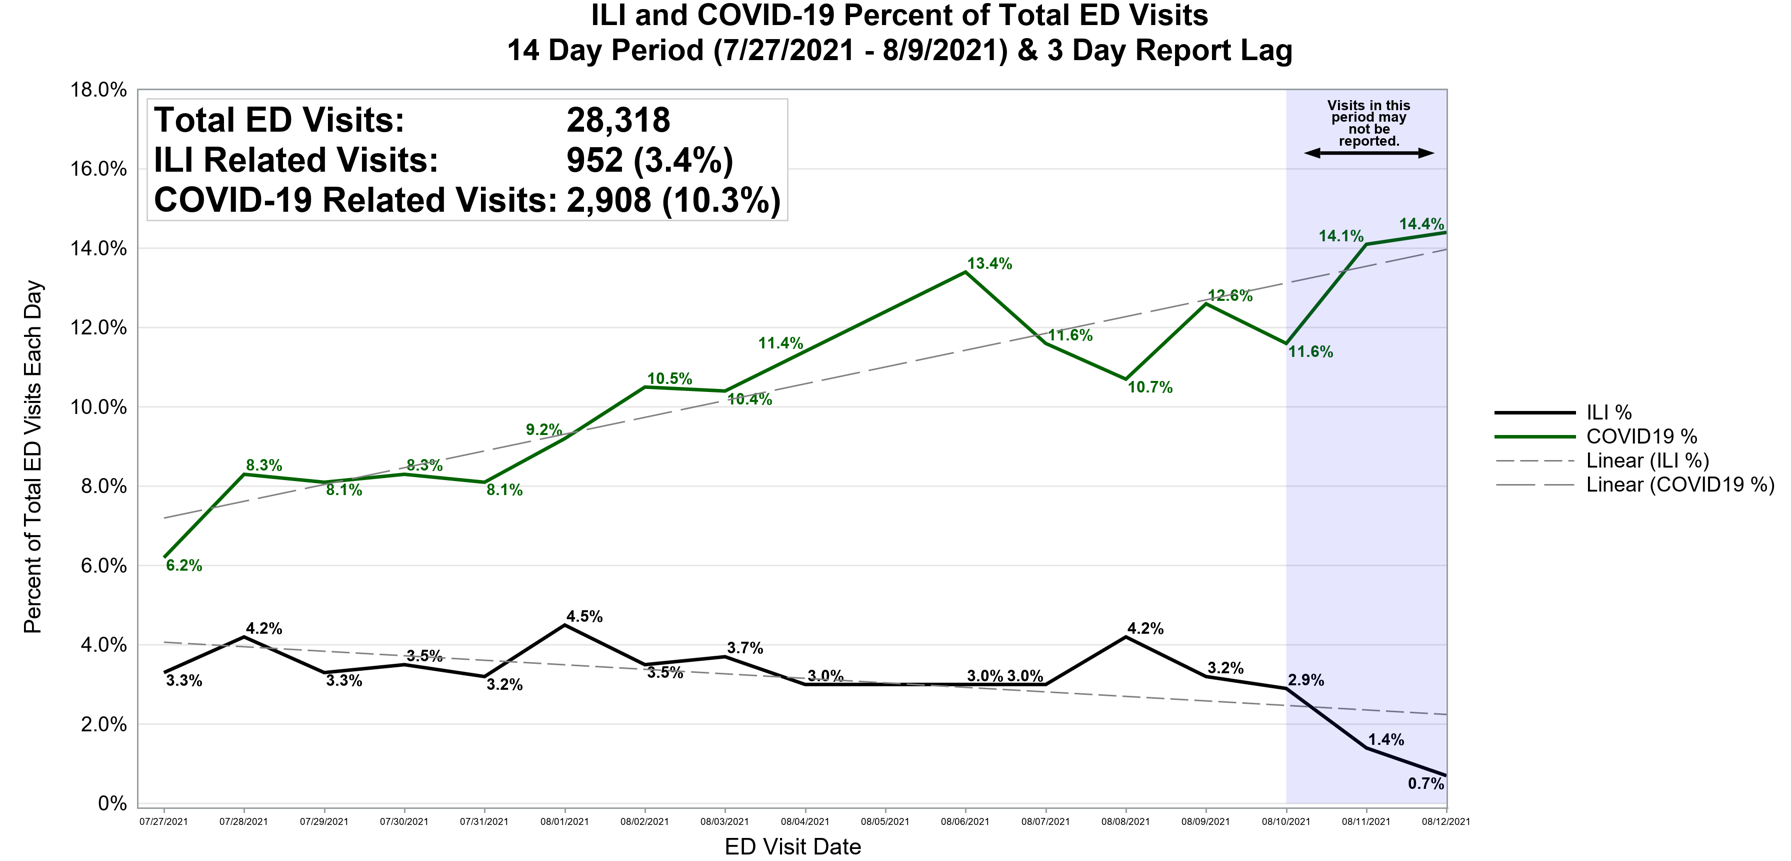 ILI and COVID-19 Percent of Total ED Visits
14 Day Period (7/27/2021 - 8/9/2021) & 3 Day Report Lag
18.0%
16.0%
14.0%
12.0%
10.0%
8.0%
6.0%
4.0%
2.0%
0%
Percent of Total ED Visits Each Day
Total ED Visits: 28,318
ILI Related Visits: 952 (3.4%)
COVID-19 Related Visits: 2,908 (10.3%)
Visits in this
period may
not be
reported.
6.2%
8.3%
8.1%
8.3%
8.1%
9.2%
10.5%
10.4%
11.4%
13.4%
11.6%
10.7%
12.6%
11.6%
14.1%
14.4%
3.3%
4.2%
3.3%
3.5%
3.2%
4.5%
3.5%
3.7%
3.0%
3.0%
3.0%
4.2%
3.2%
2.9%
1.4%
0.7%
07/27/2021 07/28/2021 07/29/2021 07/30/2021 07/31/2021 08/01/2021 08/02/2021 08/03/2021 08/04/2021 08/05/2021 08/06/2021 08/07/2021 08/08/2021 08/09/2021 08/10/2021 08/11/2021 08/12/2021
ED Visit Date
ILI %
COVID19 %
Linear (ILI %)
Linear (COVID19 %)